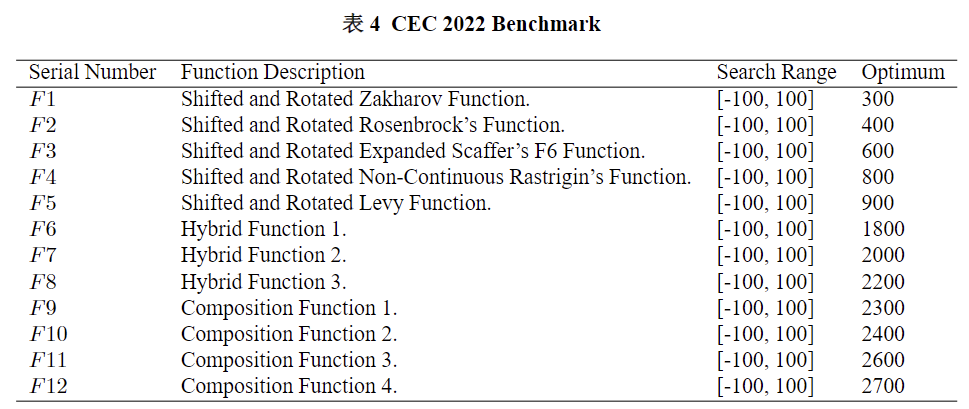 表 4 CEC 2022 Benchmark
Serial Number Function Description Search Range Optimum
F1 Shifted and Rotated Zakharov Function. [-100, 100] 300
F2 Shifted and Rotated Rosenbrock’s Function. [-100, 100] 400
F3 Shifted and Rotated Expanded Scaffer’s F6 Function. [-100, 100] 600
F4 Shifted and Rotated Non-Continuous Rastrigin’s Function. [-100, 100] 800
F5 Shifted and Rotated Levy Function. [-100, 100] 900
F6 Hybrid Function 1. [-100, 100] 1800
F7 Hybrid Function 2. [-100, 100] 2000
F8 Hybrid Function 3. [-100, 100] 2200
F9 Composition Function 1. [-100, 100] 2300
F10 Composition Function 2. [-100, 100] 2400
F11 Composition Function 3. [-100, 100] 2600
F12 Composition Function 4. [-100, 100] 2700